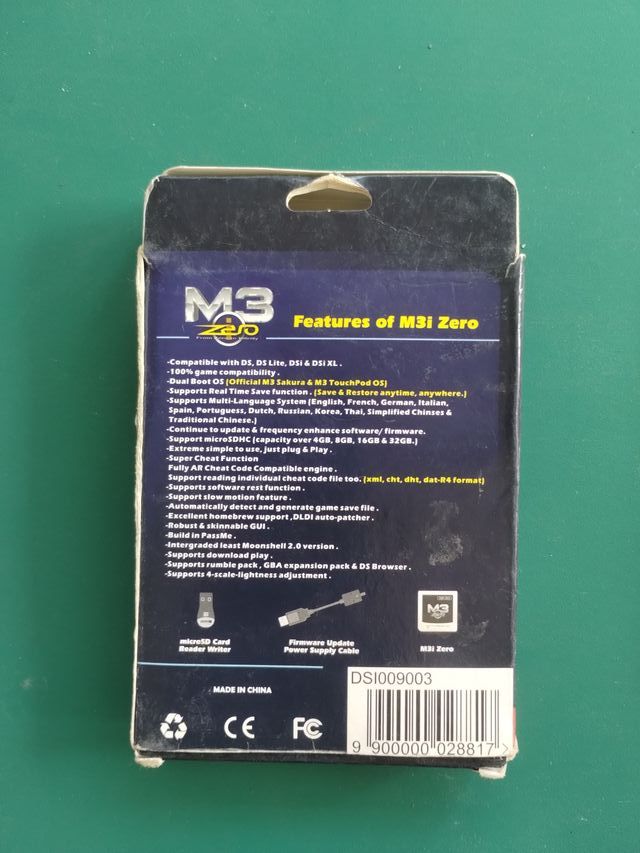 M3
Zero
Features of M3i Zero
-Compatible with DS, DS Lite, DSi & DSi XL .
-100% game compatibility .
-Dual Boot OS (Official M3 Sakura & M3 TouchPod OS)
-Supports Real Time Save function . (Save & Restore anytime, anywhere.)
-Supports Multi-Language System (English, French, German, Italian,
Spain, Portuguess, Dutch, Russian, Korea, Thai, Simplified Chinses &
Traditional Chinese.)
-Continue to update & frequency enhance software/ firmware.
-Support microSDHC (capacity over 4GB, 8GB, 16GB & 32GB.)
-Extreme simple to use, just plug & Play .
-Super Cheat Function
Fully AR Cheat Code Compatible engine .
Support reading individual cheat code file too. (xml, cht, dht, dat-R4 format)
-Supports software rest function .
-Support slow motion feature .
-Automatically detect and generate game save file .
-Excellent homebrew support ,DLDI auto-patcher .
-Robust & skinnable GUI .
-Build in PassMe .
-Intergraded least Moonshell 2.0 version .
-Supports download play .
-Supports rumble pack , GBA expansion pack & DS Browser .
-Supports 4-scale-lightness adjustment .
M3
microSD Card
Reader Writer
Firmware Update
Power Supply Cable
M3i Zero
MADE IN CHINA
DSI009003
CE FC
9 900000 028817 >